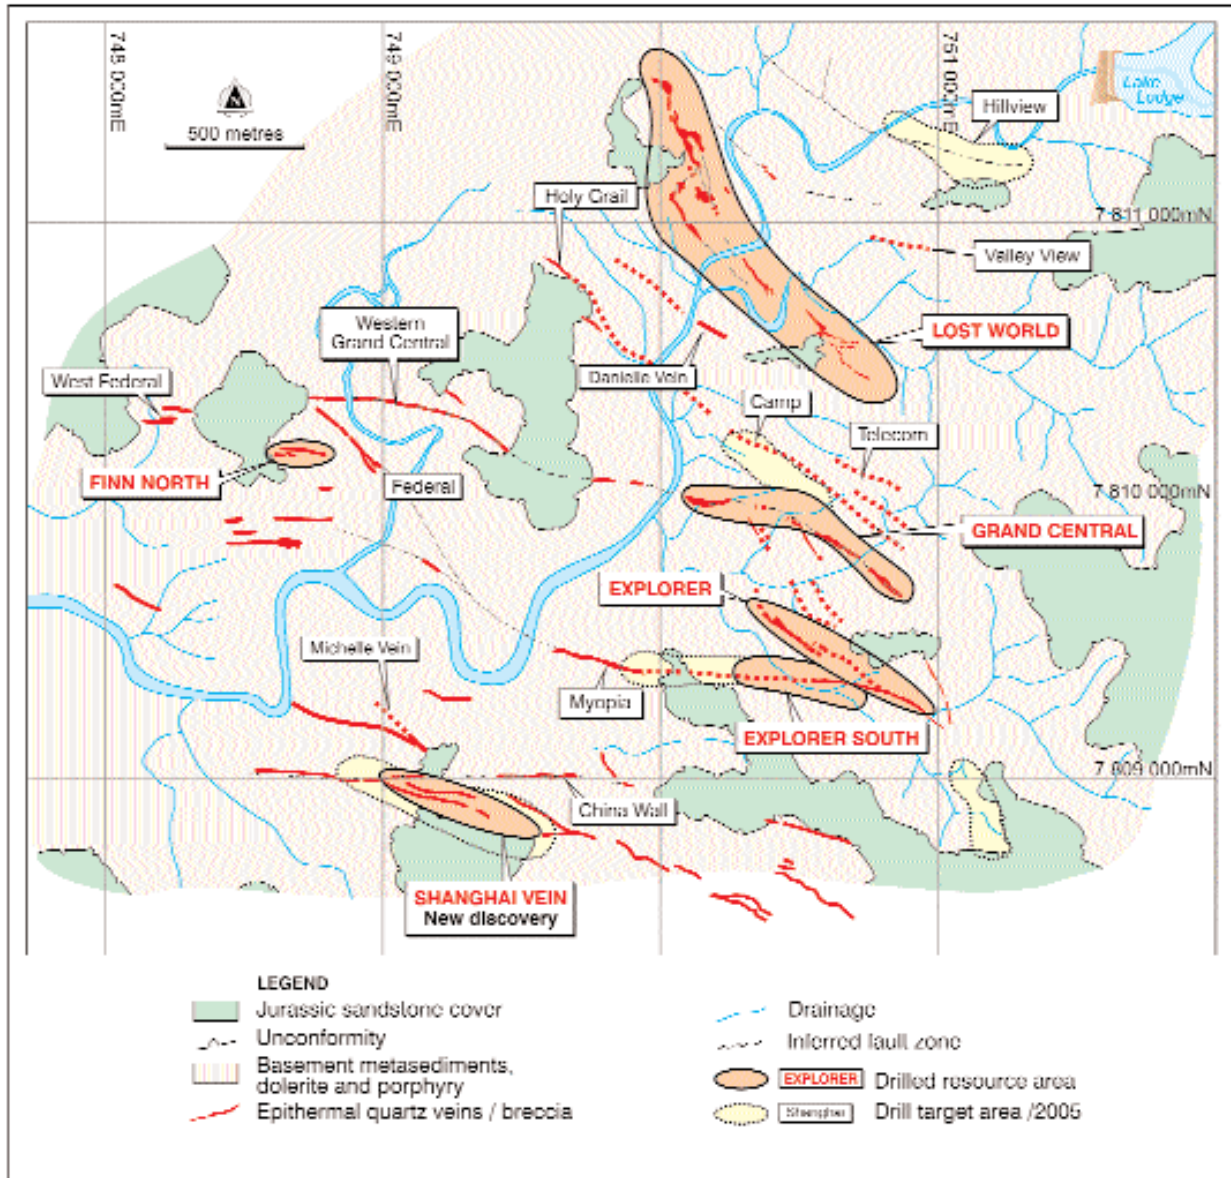 748 000mE
749 000mE
751 000mE
N
500 metres
Lake
Lodge
Hillview
Holy Grail
7 811 000mN
Valley View
Western
Grand Central
LOST WORLD
West Federal
Danielle Vein
Camp
Telecom
FINN NORTH
Federal
7 810 000mN
GRAND CENTRAL
EXPLORER
Michelle Vein
Myopia
EXPLORER SOUTH
7 809 000mN
China Wall
SHANGHAI VEIN
New discovery
LEGEND
Jurassic sandstone cover
Unconformity
Basement metasediments,
dolerite and porphyry
Epithermal quartz veins / breccia
Drainage
Inferred fault zone
EXPLORER Drilled resource area
Shanghai Drill target area /2005